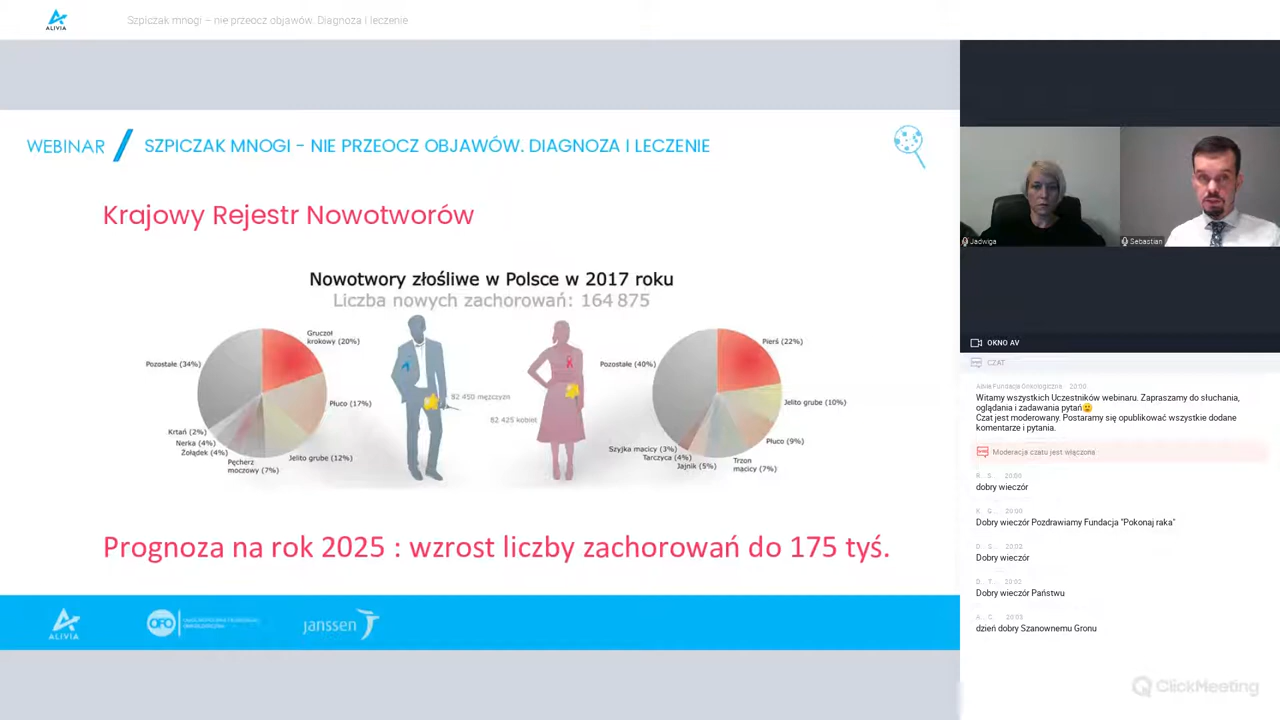 ALIVIA
Szpiczak mnogi – nie przeocz objawów. Diagnoza i leczenie
WEBINAR
SZPICZAK MNOGI - NIE PRZEOCZ OBJAWÓW. DIAGNOZA I LECZENIE
Krajowy Rejestr Nowotworów
Nowotwory złośliwe w Polsce w 2017 roku
Liczba nowych zachorowań: 164 875
Gruczoł
krokowy (20%)
Pozostałe (34%)
Płuco (17%)
Krtań (2%)
Nerka (4%)
Żołądek (4%)
Pęcherz
moczowy (7%)
Jelito grube (12%)
82 450 mężczyzn
82 425 kobiet
Pierś (22%)
Pozostałe (40%)
Jelito grube (10%)
Płuco (9%)
Szyjka macicy (3%)
Tarczyca (4%)
Jajnik (5%)
Trzon
macicy (7%)
Prognoza na rok 2025 : wzrost liczby zachorowań do 175 tyś.
ALIVIA
OFO
janssen
Jadwiga
Sebastian
OKNO AV
CZAT
Alivia Fundacja Onkologiczna 20:00
Witamy wszystkich Uczestników webinaru. Zapraszamy do słuchania,
oglądania i zadawania pytań🙂
Czat jest moderowany. Postaramy się opublikować wszystkie dodane
komentarze i pytania.
Moderacja czatu jest włączona
R... S... 20:00
dobry wieczór
K... G... 20:00
Dobry wieczór Pozdrawiamy Fundacja "Pokonaj raka"
D... S... 20:02
Dobry wieczór
D... T... 20:02
Dobry wieczór Państwu
A... C... 20:03
dzień dobry Szanownemu Gronu
ClickMeeting